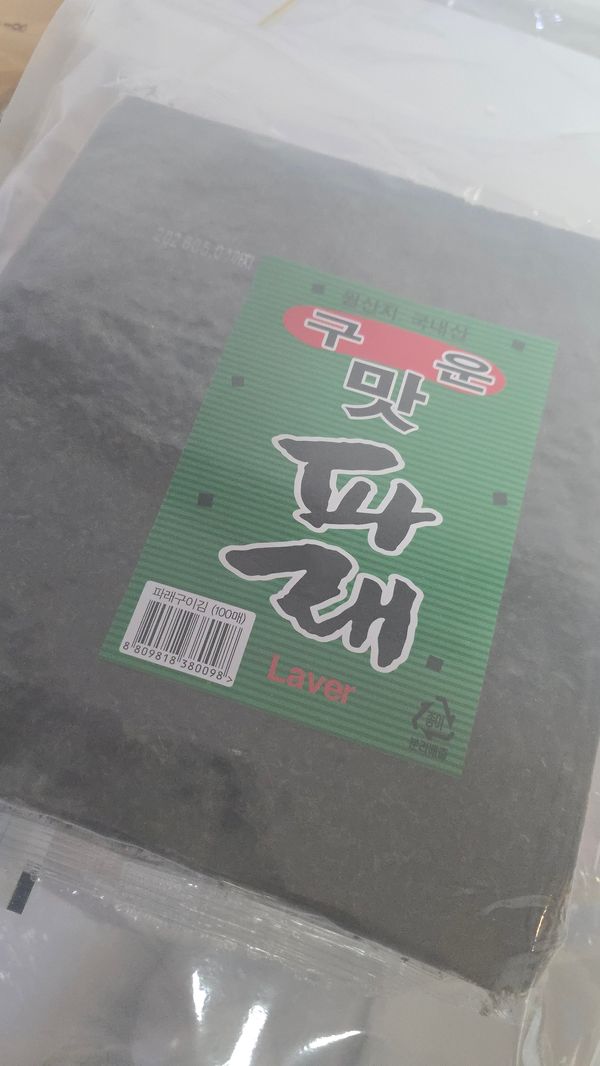 원산지 국내산
구운
맛
파래
파래구이김 (100매)
8 809818 380098 >
Laver
종이
분리배출